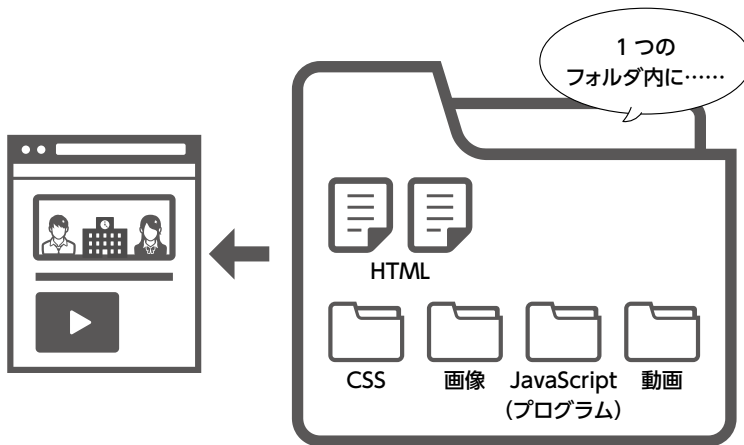 1つの
フォルダ内に……
HTML
CSS
画像
JavaScript
(プログラム)
動画